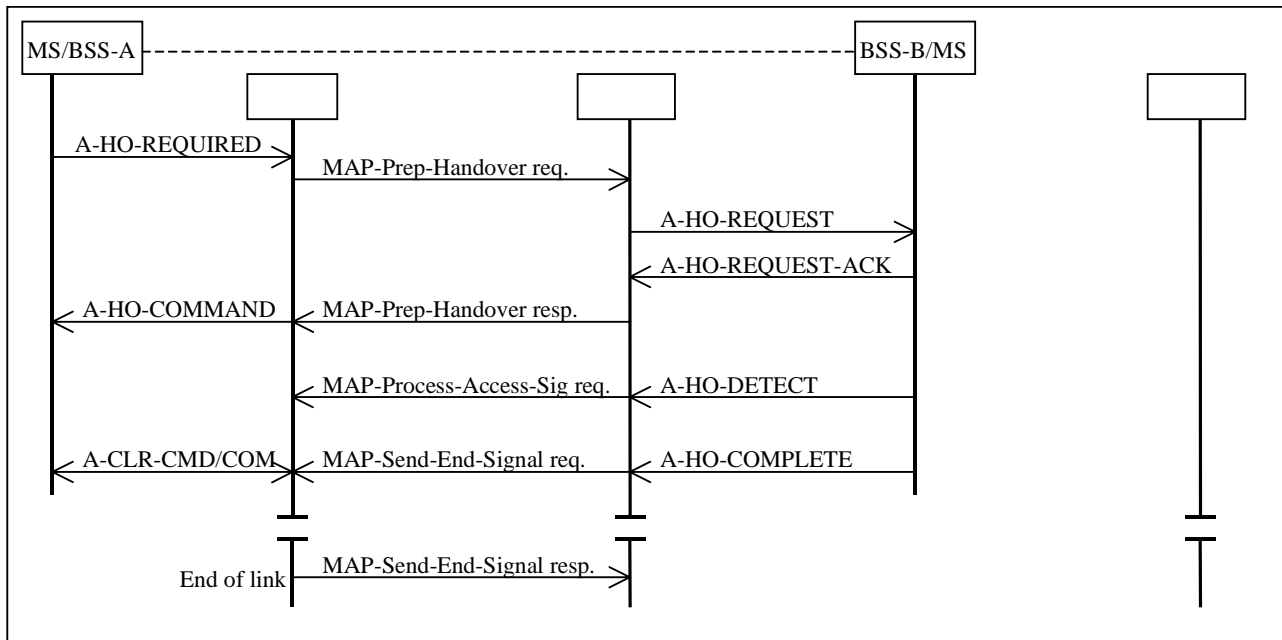 MS/BSS-A
BSS-B/MS
A-HO-REQUIRED
MAP-Prep-Handover req.
A-HO-REQUEST
A-HO-REQUEST-ACK
A-HO-COMMAND
MAP-Prep-Handover resp.
MAP-Process-Access-Sig req.
A-HO-DETECT
A-CLR-CMD/COM
MAP-Send-End-Signal req.
A-HO-COMPLETE
End of link
MAP-Send-End-Signal resp.